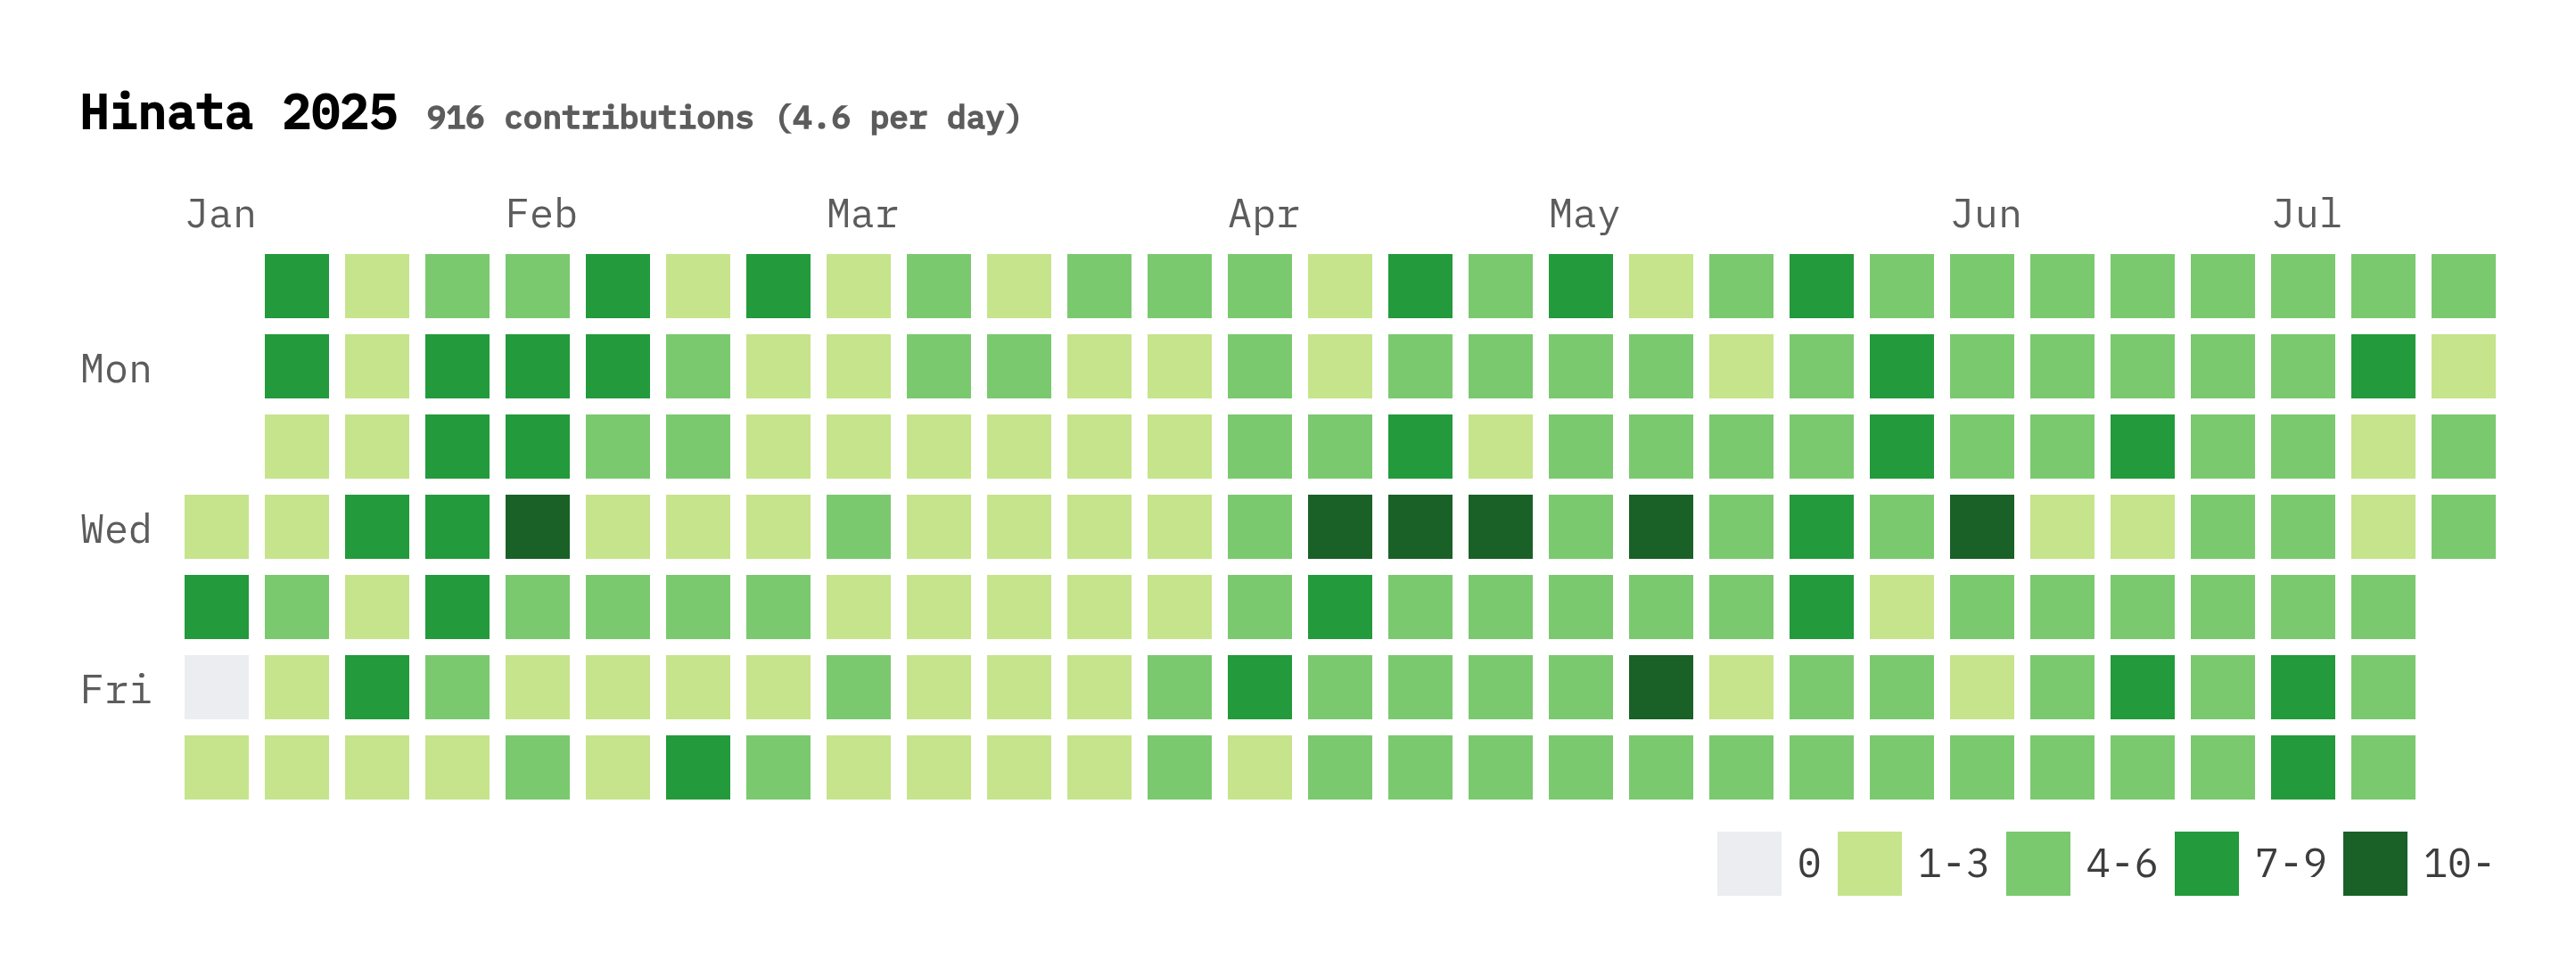 Hinata 2025 916 contributions (4.6 per day)
Jan Feb Mar Apr May Jun Jul
Mon
Wed
Fri
0 1-3 4-6 7-9 10-